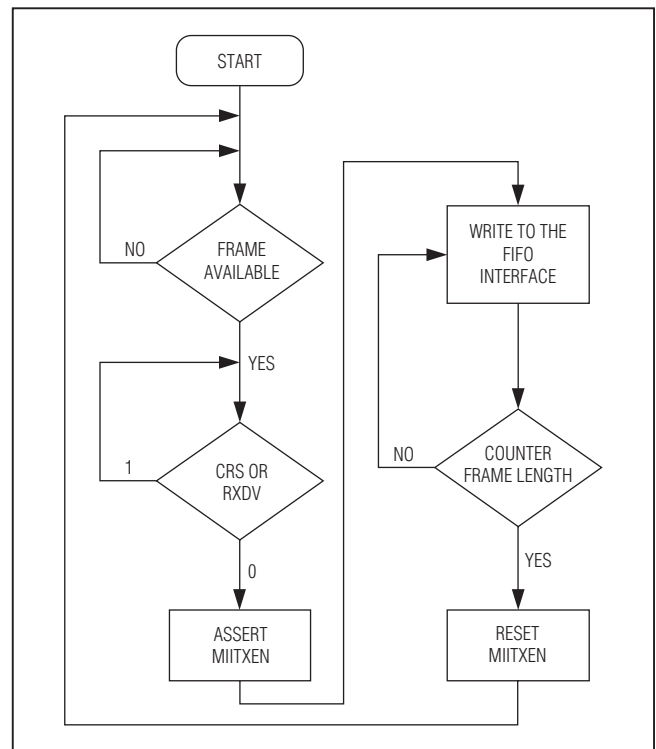 START
NO
FRAME
AVAILABLE
YES
1
CRS OR
RXDV
0
ASSERT
MIITXEN
WRITE TO THE
FIFO
INTERFACE
NO
COUNTER
FRAME LENGTH
YES
RESET
MIITXEN